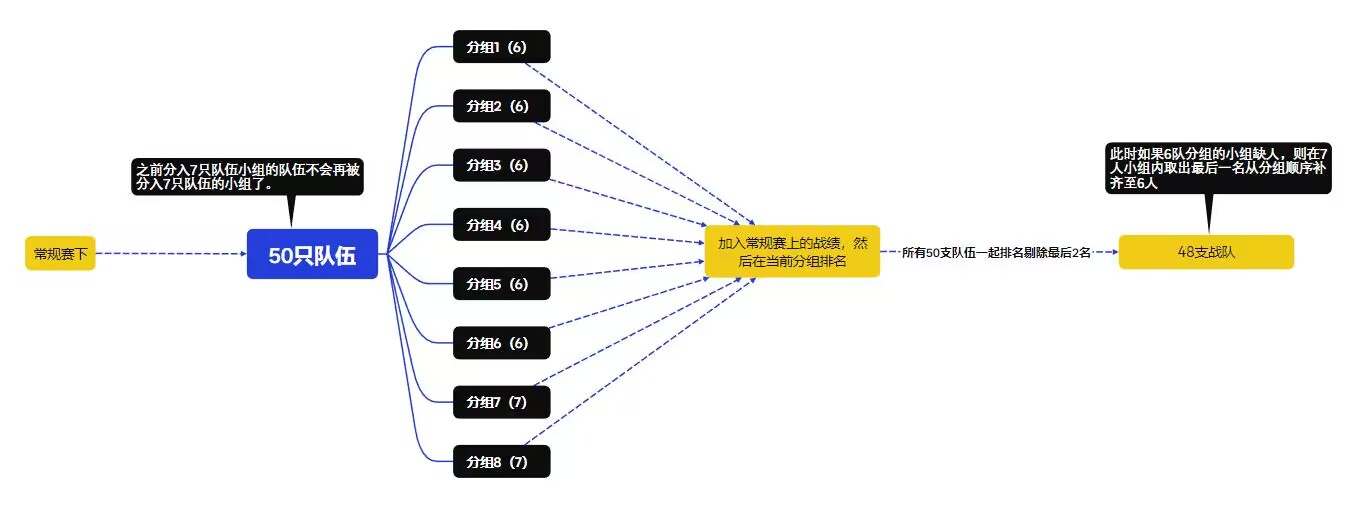 分组1（6）
分组2（6）
之前分入7只队伍小组的队伍不会再被
分入7只队伍的小组了。
分组3（6）
此时如果6队分组的小组缺人，则在7
人小组内取出最后一名从分组顺序补
齐至6人
分组4（6）
常规赛下
50只队伍
加入常规赛上的战绩，然
后在当前分组排名
所有50支队伍一起排名剔除最后2名
48支战队
分组5（6）
分组6（6）
分组7（7）
分组8（7）